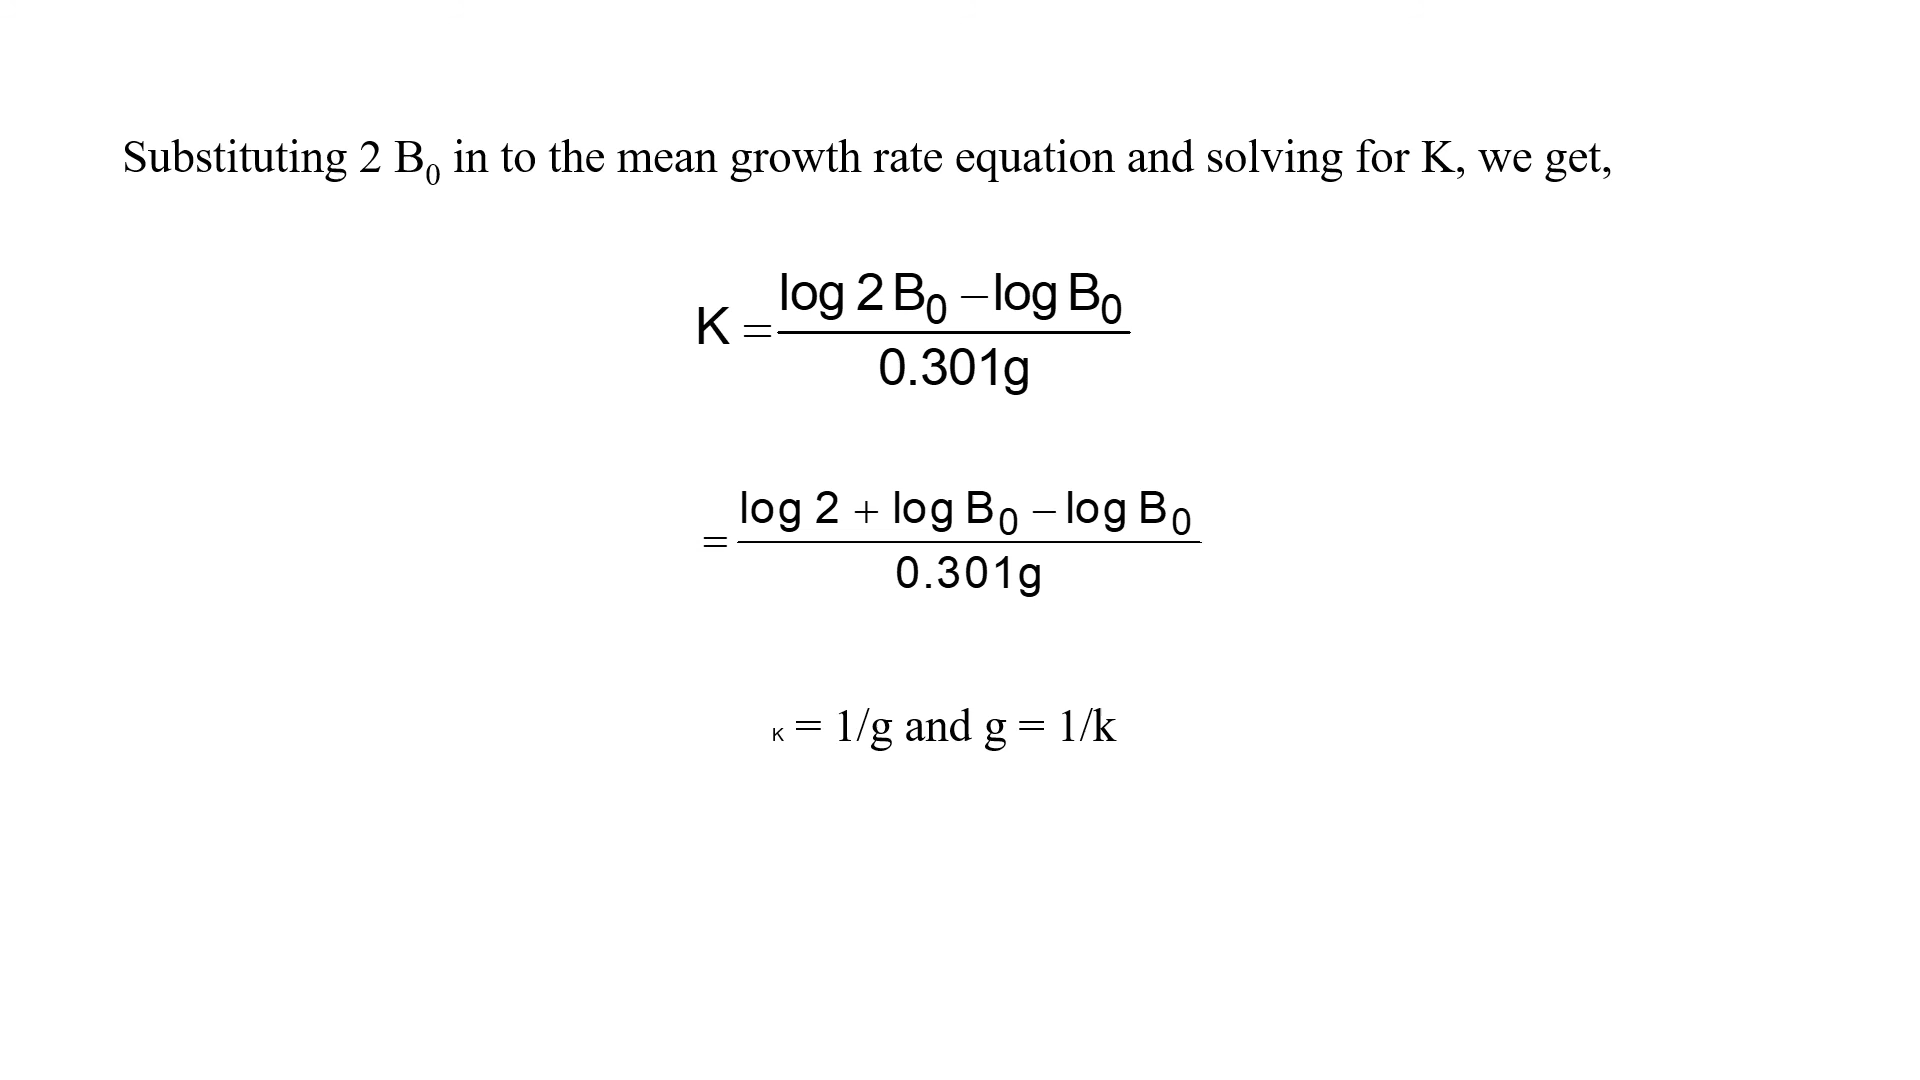 Substituting 2 B₀ in to the mean growth rate equation and solving for K, we get,
K = (log 2 B₀ – log B₀) / 0.301g
= (log 2 + log B₀ – log B₀) / 0.301g
K = 1/g and g = 1/k